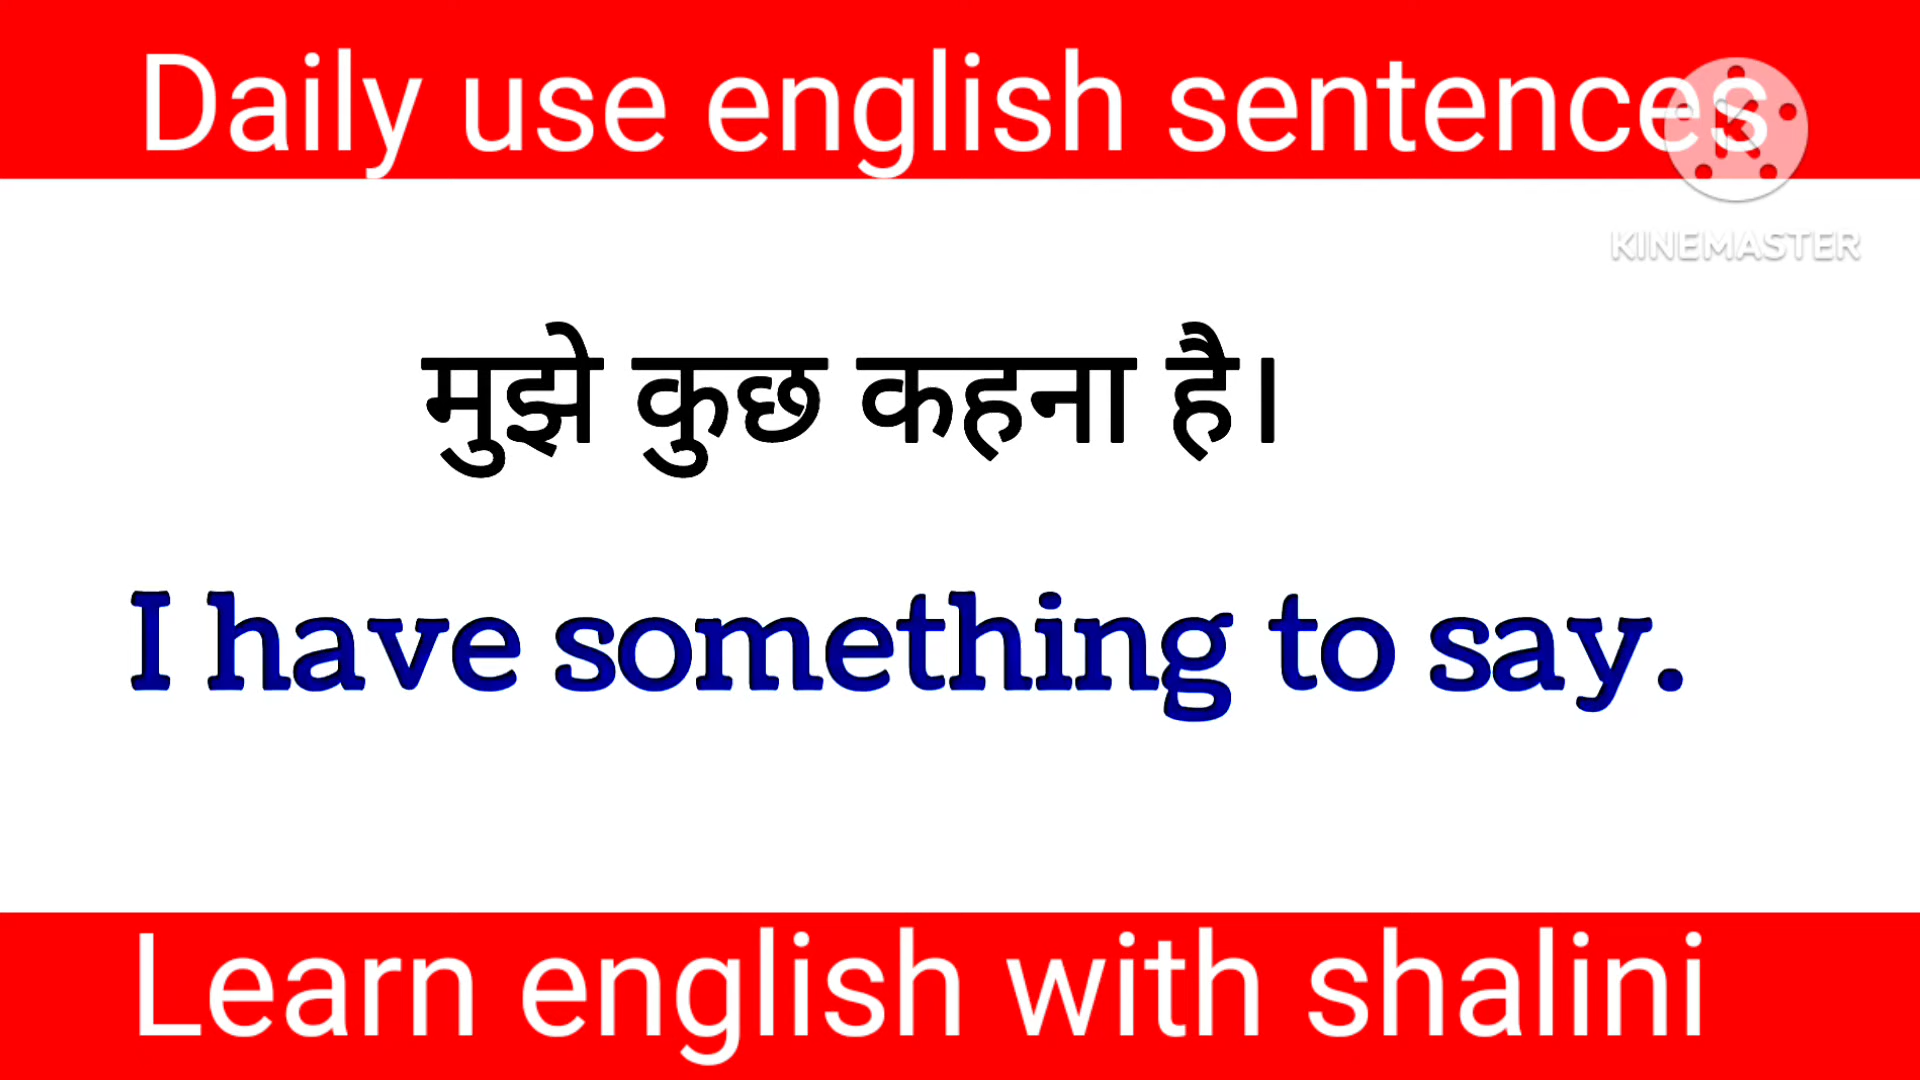 Daily use english sentences
KINEMASTER
मुझे कुछ कहना है।
I have something to say.
Learn english with shalini